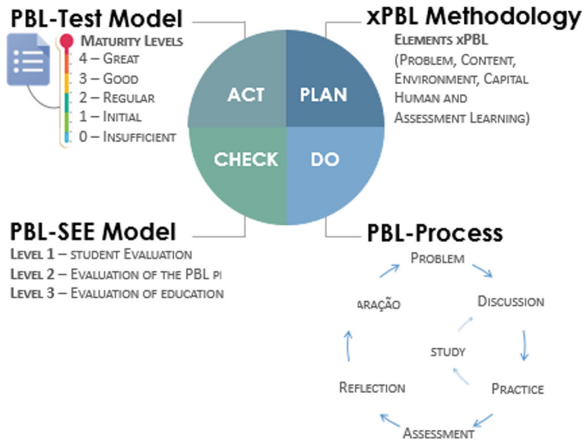 PBL-Test Model
MATURITY LEVELS
4 – GREAT
3 – GOOD
2 – REGULAR
1 – INITIAL
0 – INSUFFICIENT
xPBL Methodology
ELEMENTS XPBL
(PROBLEM, CONTENT,
ENVIRONMENT, CAPITAL
HUMAN AND
ASSESSMENT LEARNING)
ACT
PLAN
CHECK
DO
PBL-SEE Model
LEVEL 1 – STUDENT EVALUATION
LEVEL 2 – EVALUATION OF THE PBL
LEVEL 3 – EVALUATION OF EDUCATION
PBL-Process
PROBLEM
DISCUSSION
STUDY
PRACTICE
ASSESSMENT
REFLECTION
ARAÇÃO